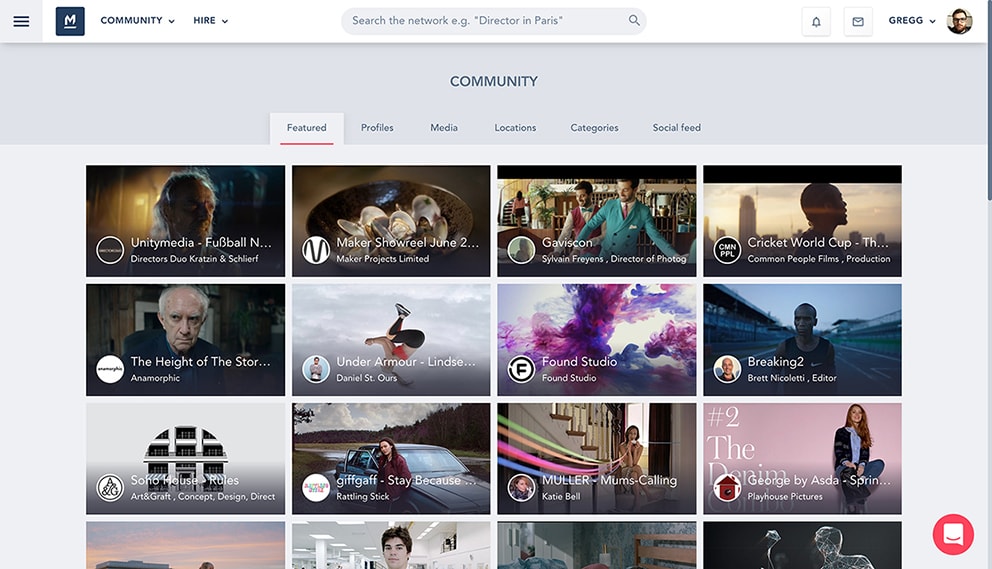 M
COMMUNITY
HIRE
Search the network e.g. "Director in Paris"
GREGG
COMMUNITY
Featured
Profiles
Media
Locations
Categories
Social feed
Unitymedia - Fußball N...
Directors Duo Kratzin & Schlierf
Maker Showreel June 2...
Maker Projects Limited
Gaviscon
Sylvain Freyens , Director of Photog
CMN
PPL
Cricket World Cup - Th...
Common People Films , Production
anamorphic
The Height of The Stor...
Anamorphic
Under Armour - Lindse...
Daniel St. Ours
F
Found Studio
Found Studio
Breaking2
Brett Nicoletti , Editor
A&G
Soho House - Rules
Art&Graft , Concept, Design, Direct
giffgaff - Stay Because ...
Rattling Stick
MULLER - Mums-Calling
Katie Bell
#2
The
Denim
Combo
George by Asda - Sprin...
Playhouse Pictures